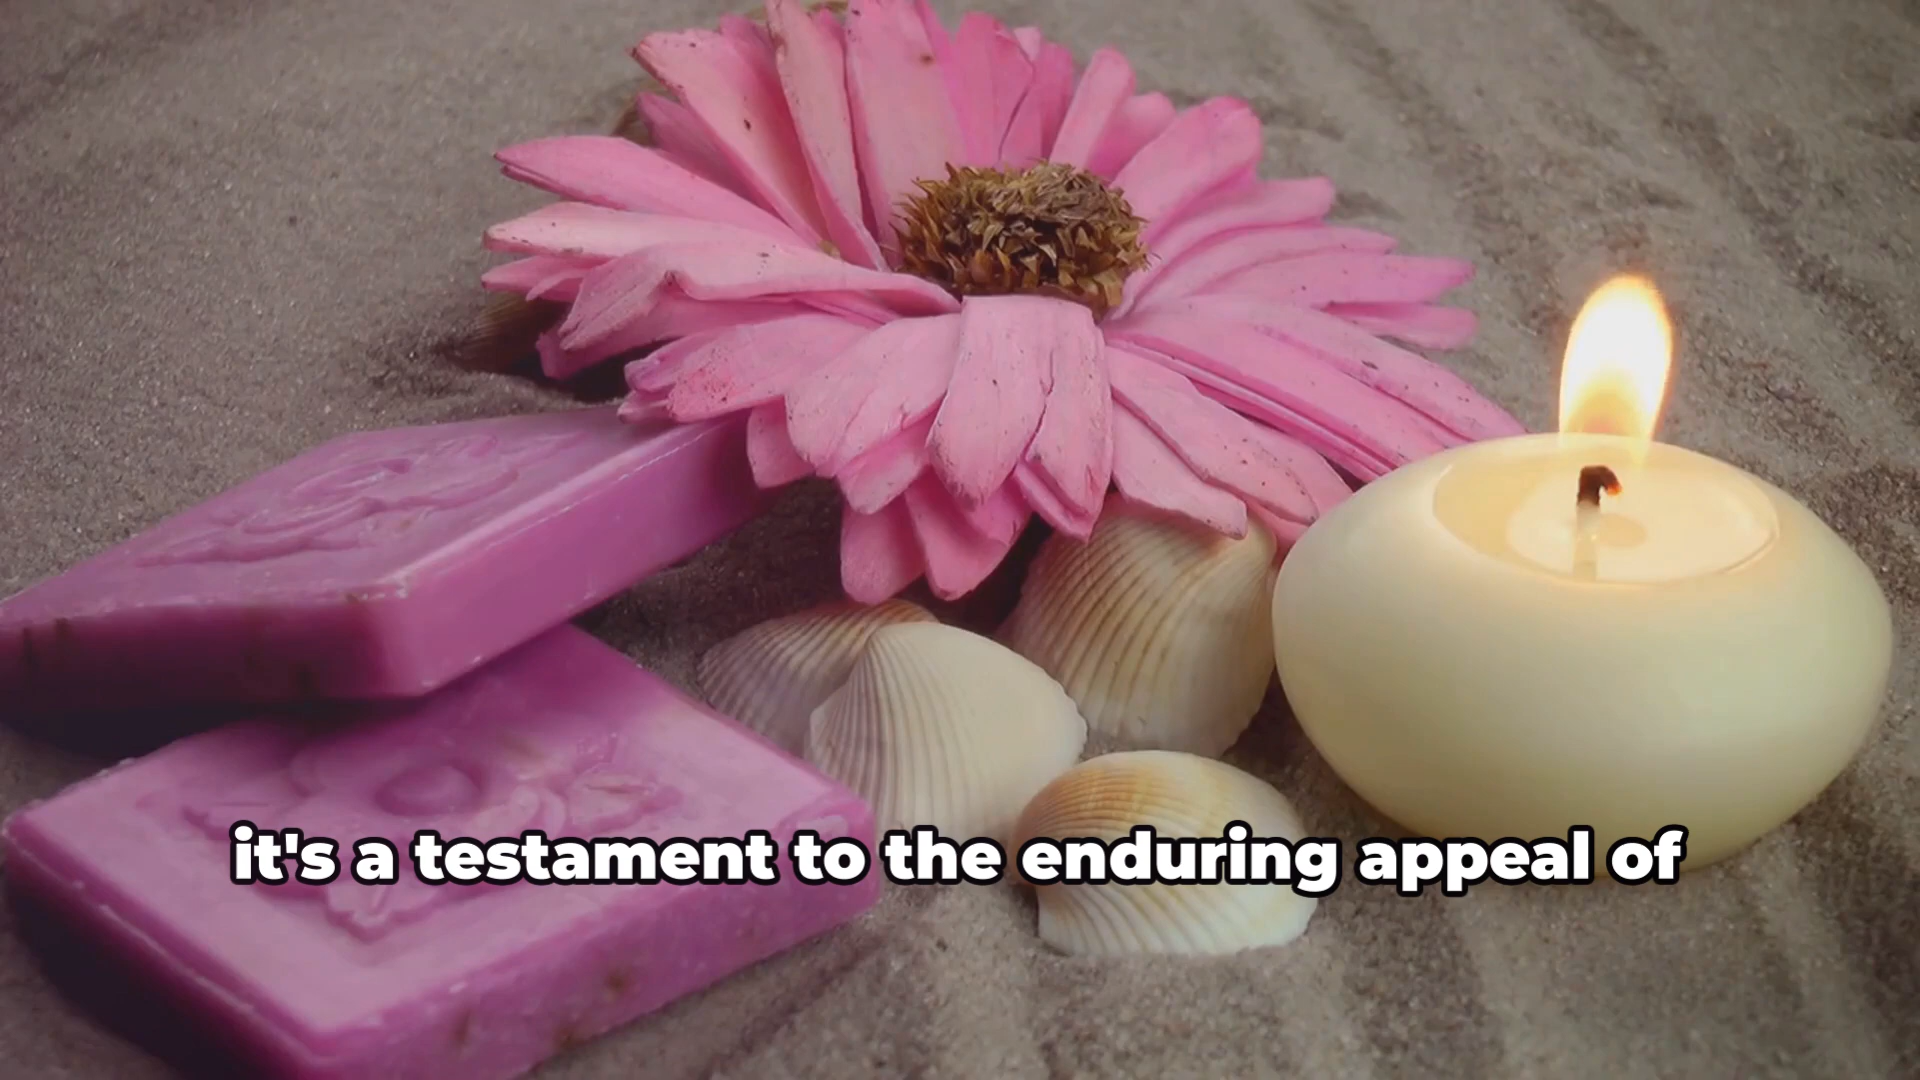 it's a testament to the enduring appeal of